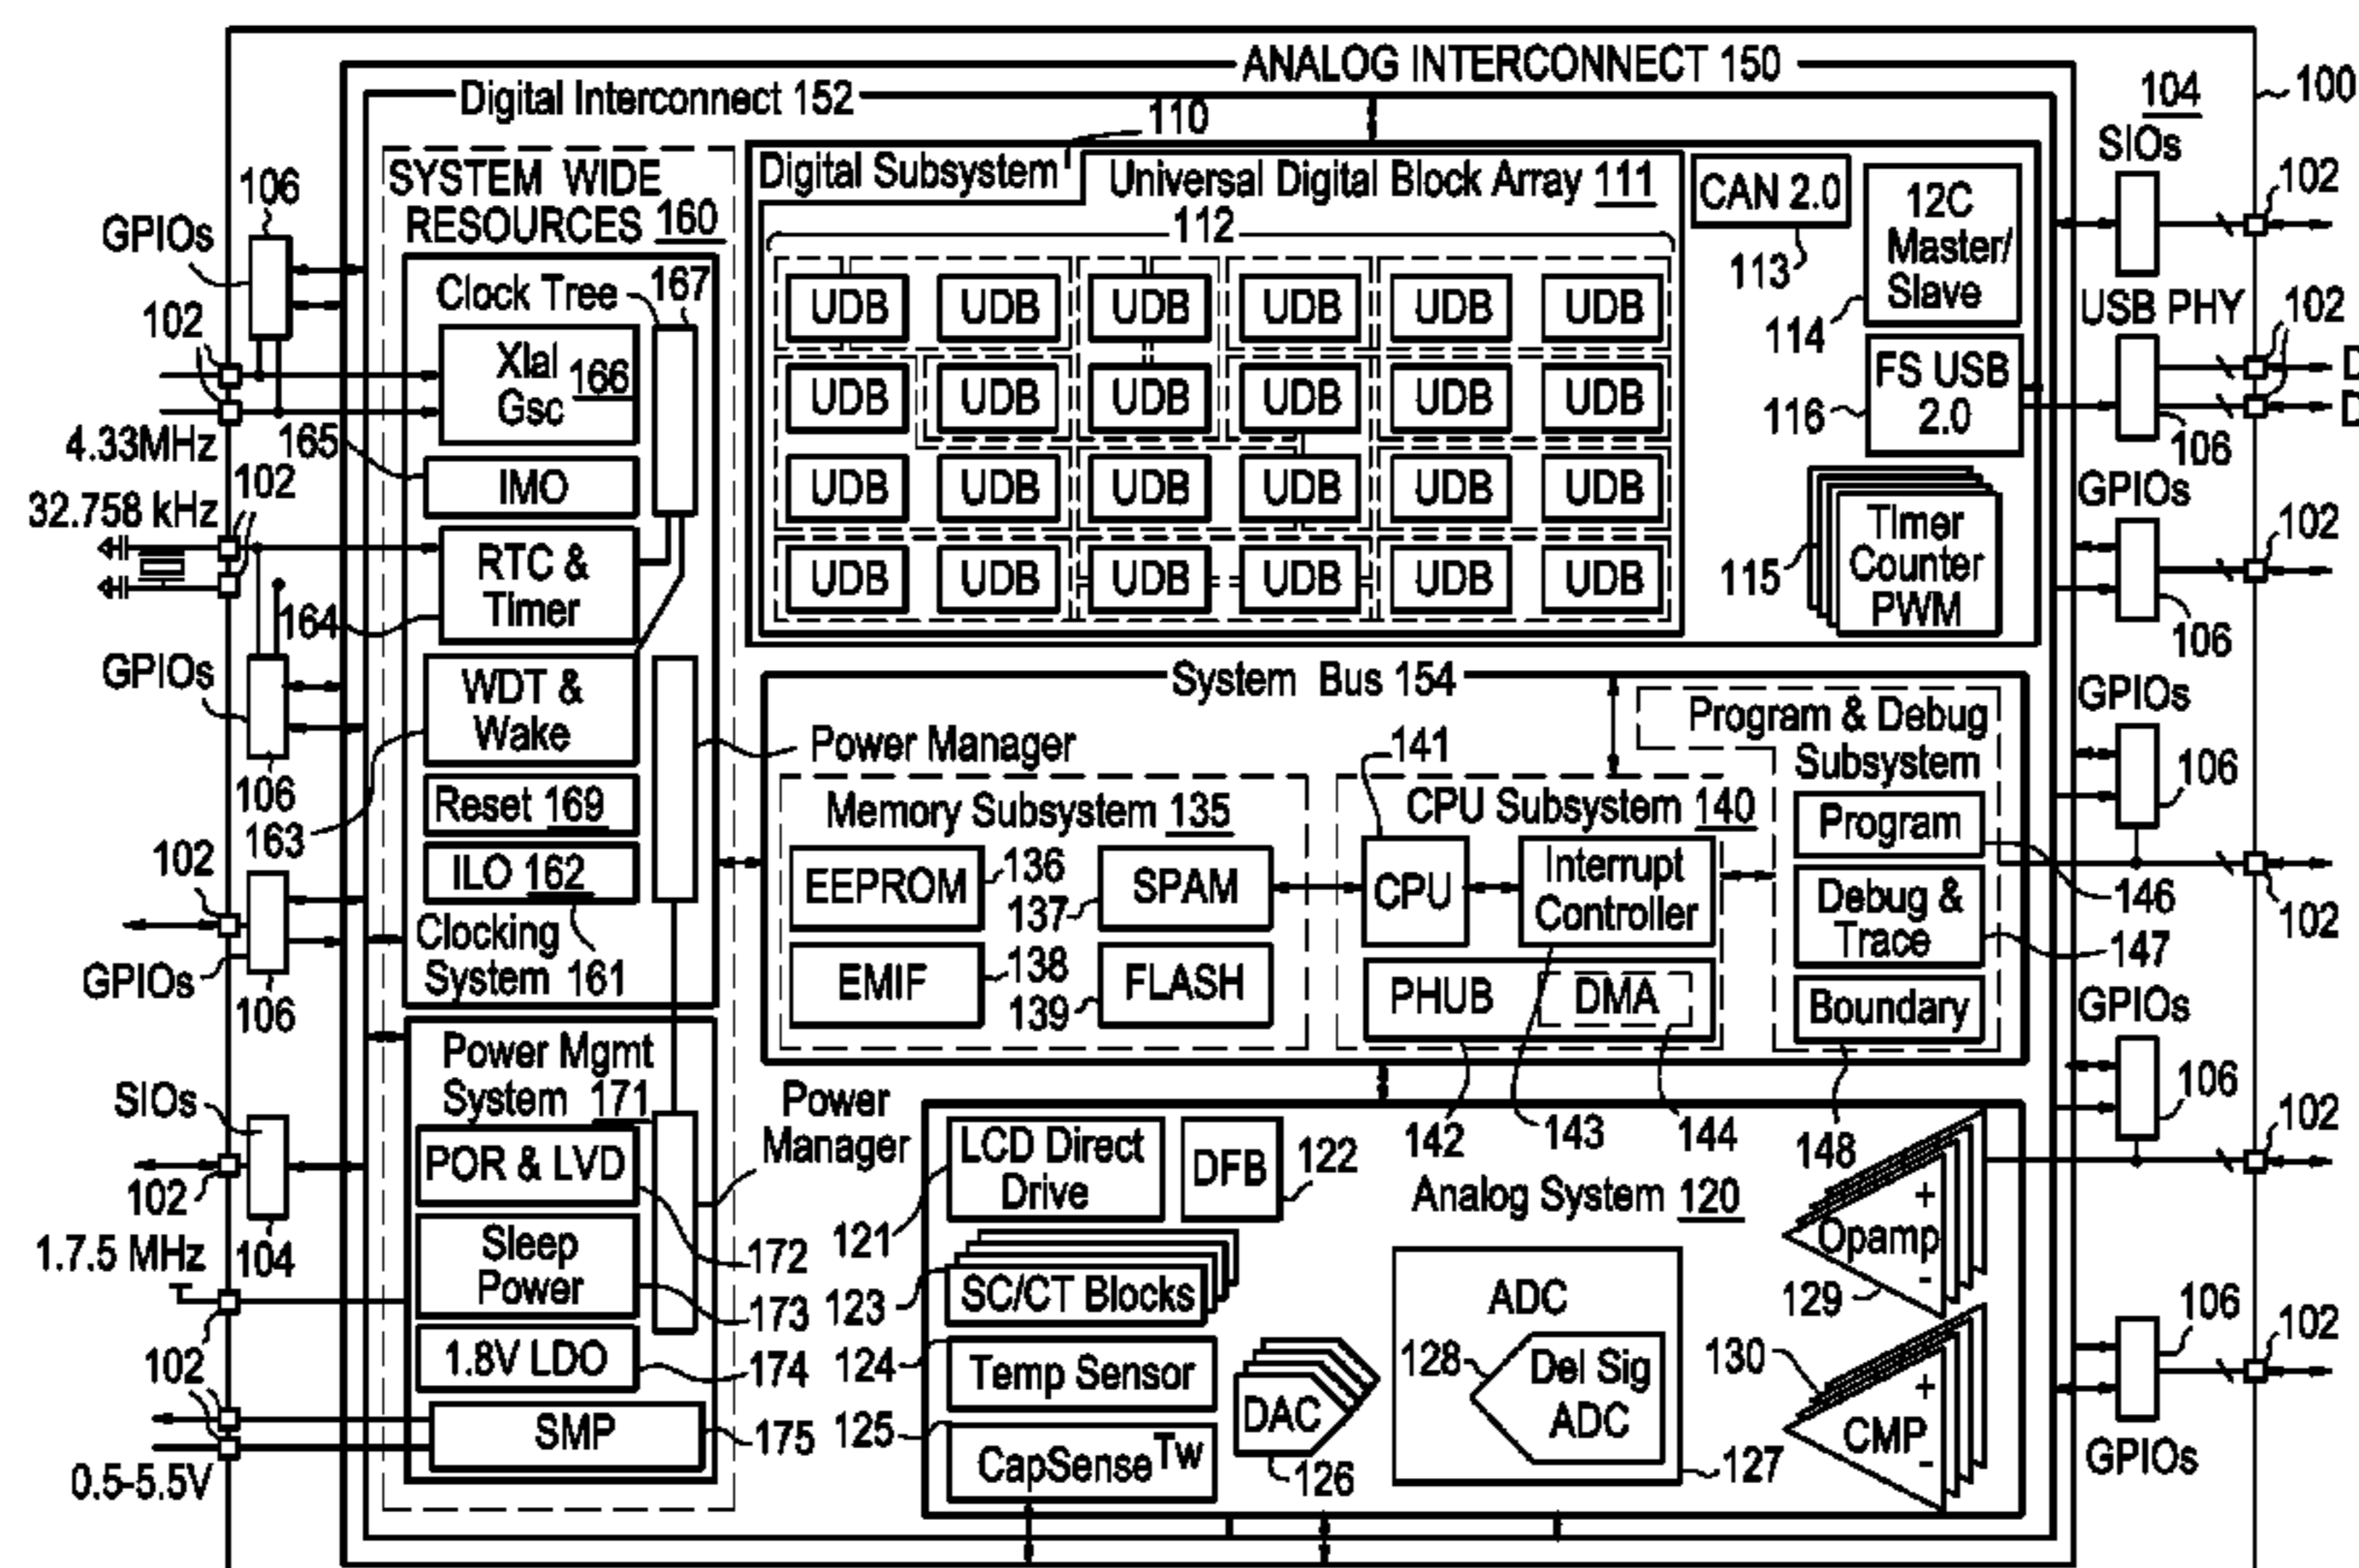 ANALOG INTERCONNECT 150
Digital Interconnect 152
100
104
SIOs
102
110
SYSTEM WIDE
RESOURCES 160
Digital Subsystem
Universal Digital Block Array 111
112
CAN 2.0
113
12C
Master/
Slave
114
106
GPIOs
102
4.33MHz
Clock Tree
167
Xlal
Gsc 166
165
IMO
UDB UDB UDB UDB UDB UDB
UDB UDB UDB UDB UDB UDB
UDB UDB UDB UDB UDB UDB
UDB UDB UDB UDB UDB UDB
USB PHY
102
D
D
FS USB
2.0
116
106
GPIOs
102
106
Timer
Counter
PWM
115
102
32.758 kHz
RTC &
Timer
164
GPIOs
106
WDT &
Wake
163
Power Manager
Reset 169
ILO 162
Clocking
System 161
102
GPIOs
106
System Bus 154
Memory Subsystem 135
EEPROM
136
SPAM
137
EMIF
138
FLASH
139
141
CPU Subsystem 140
CPU
Interrupt
Controller
PHUB
DMA
142
143
144
Program & Debug
Subsystem
Program
146
Debug &
Trace
147
Boundary
148
GPIOs
106
102
GPIOs
106
102
Power Mgmt
System 171
Power
Manager
POR & LVD
172
Sleep
Power
173
1.8V LDO
174
SMP
175
SIOs
102
104
1.7.5 MHz
102
0.5-5.5V
LCD Direct
Drive
121
DFB
122
Analog System 120
SC/CT Blocks
123
Temp Sensor
124
CapSense Tw
125
DAC
126
ADC
127
Del Sig
ADC
128
+
Opamp
-
129
+
CMP
-
130
106
102
GPIOs